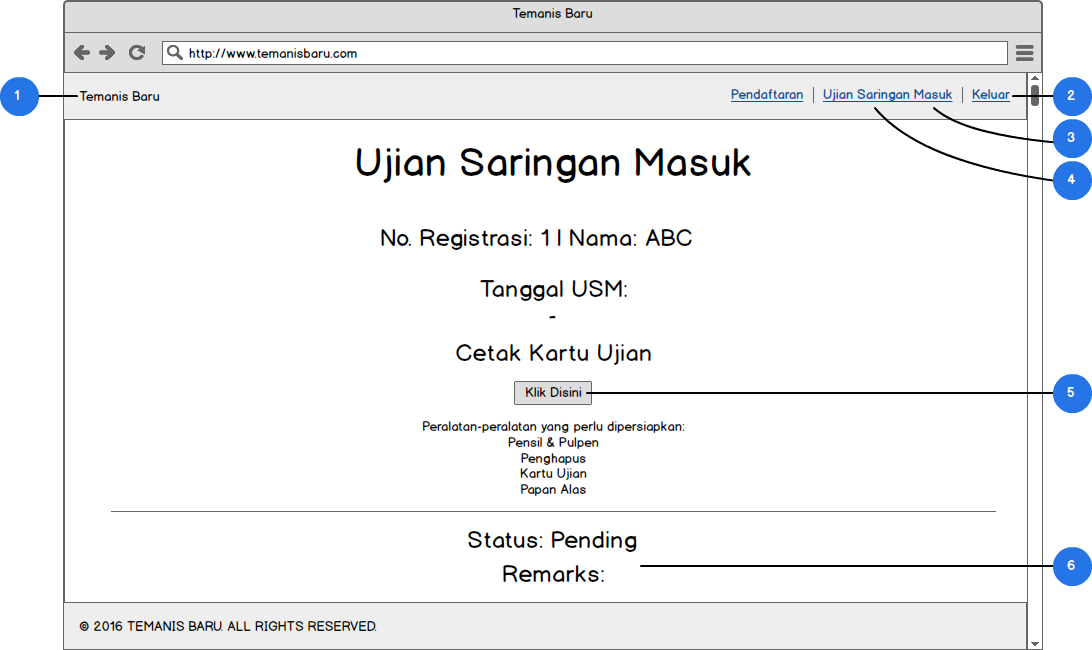 Temanis Baru
http://www.temanisbaru.com
1
Temanis Baru
Pendaftaran | Ujian Saringan Masuk | Keluar
2
3
4
Ujian Saringan Masuk
No. Registrasi: 1 | Nama: ABC
Tanggal USM:
-
Cetak Kartu Ujian
Klik Disini
5
Peralatan-peralatan yang perlu dipersiapkan:
Pensil & Pulpen
Penghapus
Kartu Ujian
Papan Alas
Status: Pending
6
Remarks:
© 2016 TEMANIS BARU. ALL RIGHTS RESERVED.